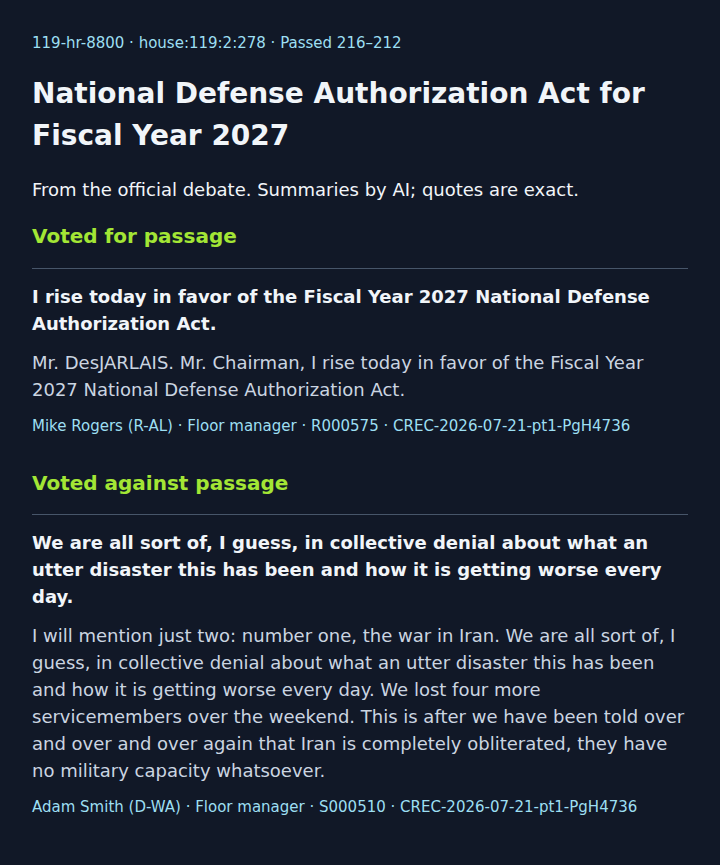 119-hr-8800 · house:119:2:278 · Passed 216–212
National Defense Authorization Act for
Fiscal Year 2027
From the official debate. Summaries by AI; quotes are exact.
Voted for passage
I rise today in favor of the Fiscal Year 2027 National Defense
Authorization Act.
Mr. DesJARLAIS. Mr. Chairman, I rise today in favor of the Fiscal Year
2027 National Defense Authorization Act.
Mike Rogers (R-AL) · Floor manager · R000575 · CREC-2026-07-21-pt1-PgH4736
Voted against passage
We are all sort of, I guess, in collective denial about what an
utter disaster this has been and how it is getting worse every
day.
I will mention just two: number one, the war in Iran. We are all sort of, I
guess, in collective denial about what an utter disaster this has been
and how it is getting worse every day. We lost four more
servicemembers over the weekend. This is after we have been told over
and over and over again that Iran is completely obliterated, they have
no military capacity whatsoever.
Adam Smith (D-WA) · Floor manager · S000510 · CREC-2026-07-21-pt1-PgH4736